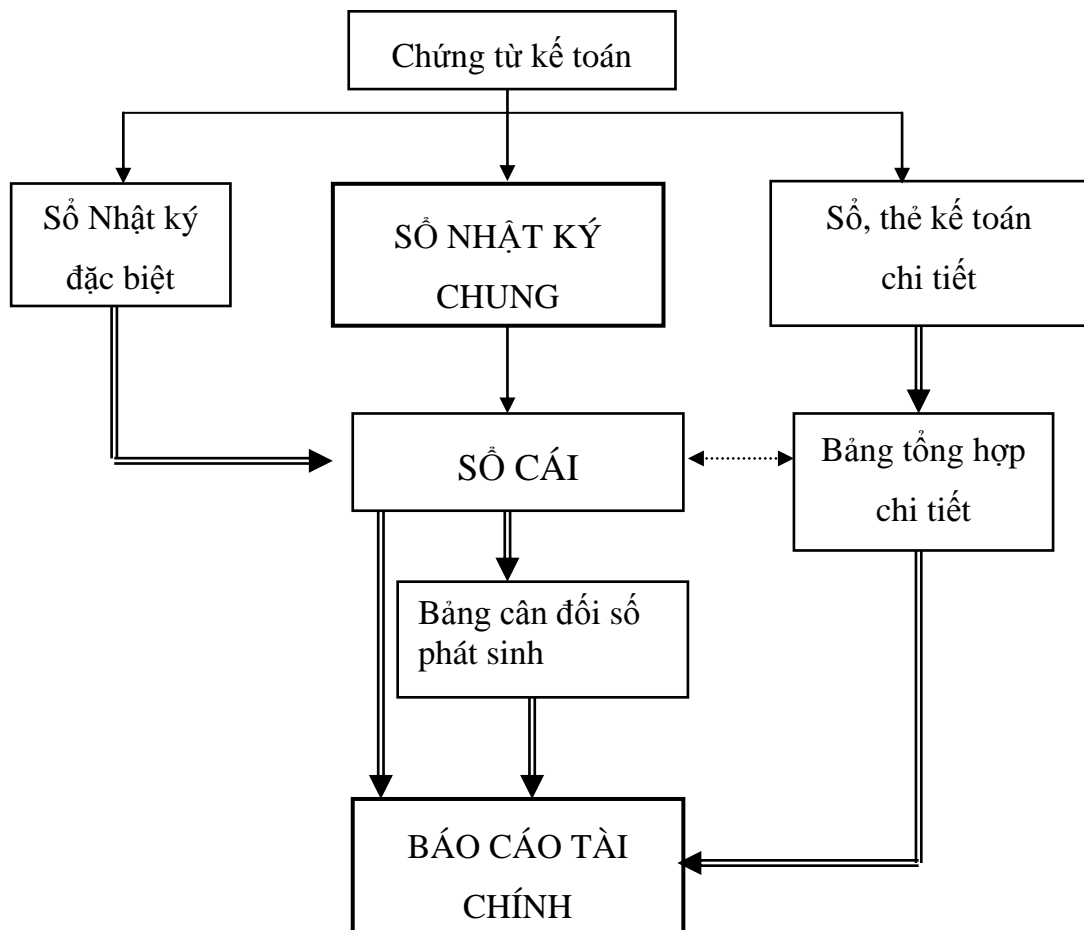 Chứng từ kế toán
Sổ Nhật ký
đặc biệt
SỔ NHẬT KÝ
CHUNG
Sổ, thẻ kế toán
chi tiết
SỔ CÁI
Bảng tổng hợp
chi tiết
Bảng cân đối số
phát sinh
BÁO CÁO TÀI
CHÍNH